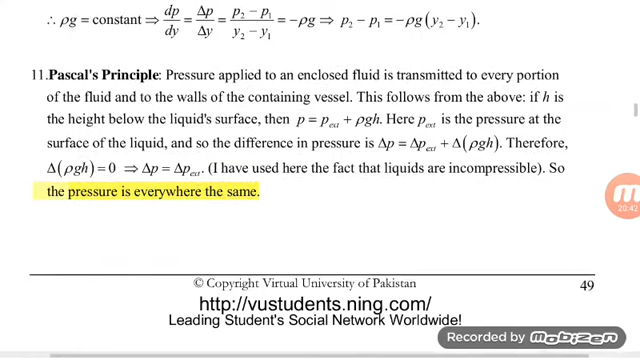 ∴ ρg = constant ⇒ dp/dy = Δp/Δy = (p₂ − p₁)/(y₂ − y₁) = −ρg ⇒ p₂ − p₁ = −ρg(y₂ − y₁).
11. Pascal's Principle: Pressure applied to an enclosed fluid is transmitted to every portion
of the fluid and to the walls of the containing vessel. This follows from the above: if h is
the height below the liquid's surface, then p = p_ext + ρgh. Here p_ext is the pressure at the
surface of the liquid, and so the difference in pressure is Δp = Δp_ext + Δ(ρgh). Therefore,
Δ(ρgh) = 0 ⇒ Δp = Δp_ext. (I have used here the fact that liquids are incompressible). So
the pressure is everywhere the same.
20:42
© Copyright Virtual University of Pakistan
49
http://vustudents.ning.com/
Leading Student's Social Network Worldwide!
Recorded by mobizen